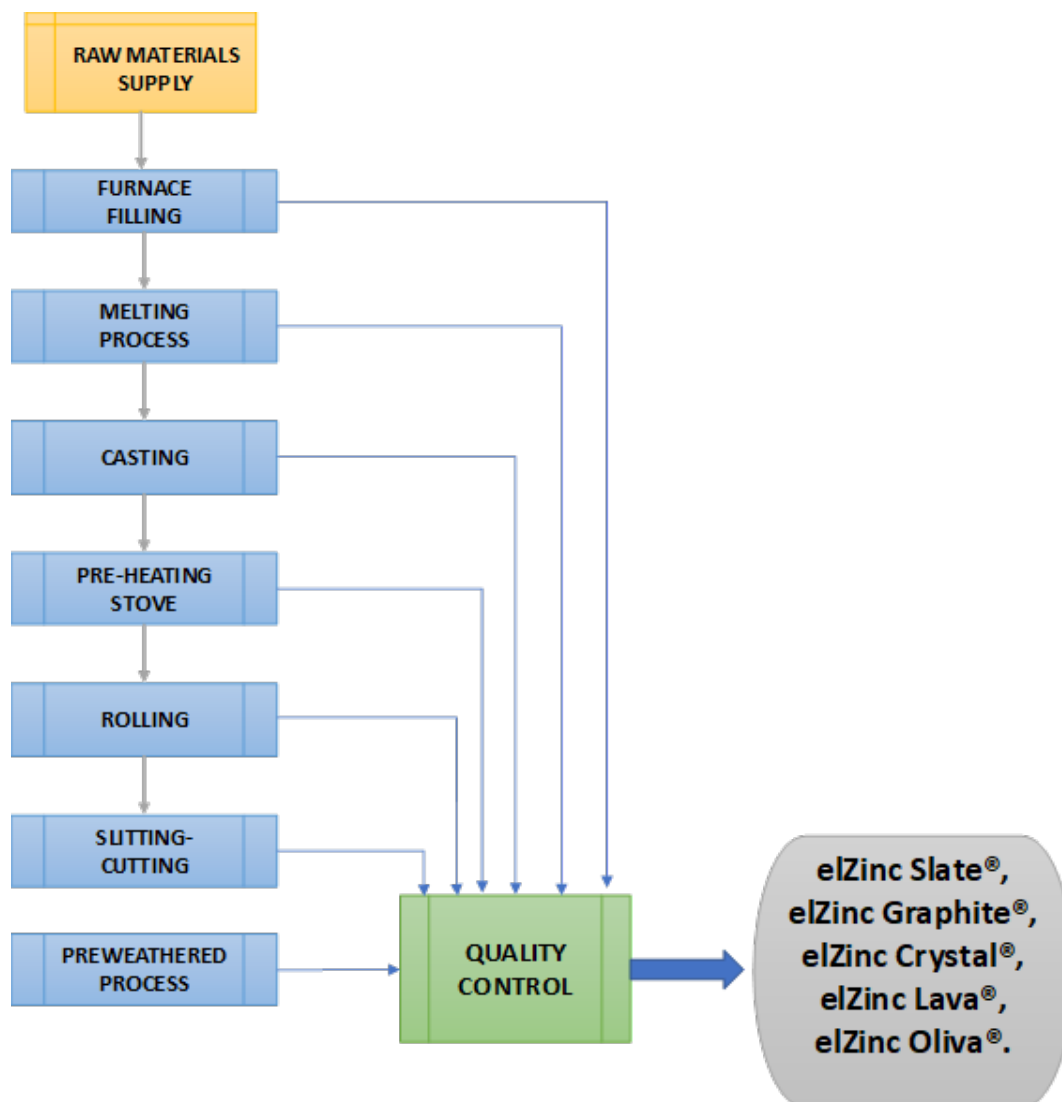 RAW MATERIALS
SUPPLY
FURNACE
FILLING
MELTING
PROCESS
CASTING
PRE-HEATING
STOVE
ROLLING
SLITTING-
CUTTING
PREWEATHERED
PROCESS
QUALITY
CONTROL
elZinc Slate®,
elZinc Graphite®,
elZinc Crystal®,
elZinc Lava®,
elZinc Oliva®.